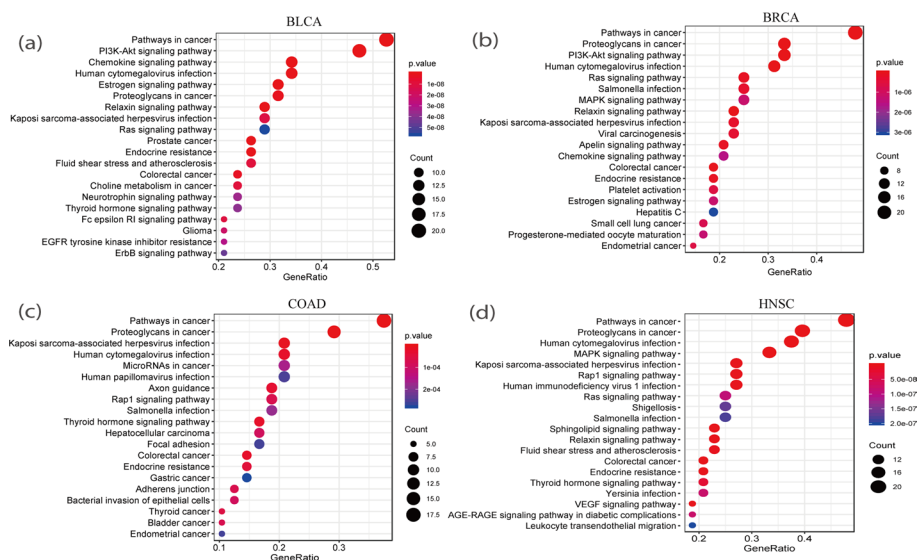 (a)
BLCA
Pathways in cancer
PI3K-Akt signaling pathway
Chemokine signaling pathway
Human cytomegalovirus infection
Estrogen signaling pathway
Proteoglycans in cancer
Relaxin signaling pathway
Kaposi sarcoma-associated herpesvirus infection
Ras signaling pathway
Prostate cancer
Endocrine resistance
Fluid shear stress and atherosclerosis
Colorectal cancer
Choline metabolism in cancer
Neurotrophin signaling pathway
Thyroid hormone signaling pathway
Fc epsilon RI signaling pathway
Glioma
EGFR tyrosine kinase inhibitor resistance
ErbB signaling pathway
0.2 0.3 0.4 0.5
GeneRatio
p.value
1e-08
2e-08
3e-08
4e-08
5e-08
Count
10.0
12.5
15.0
17.5
20.0
(b)
BRCA
Pathways in cancer
Proteoglycans in cancer
PI3K-Akt signaling pathway
Human cytomegalovirus infection
Ras signaling pathway
Salmonella infection
MAPK signaling pathway
Relaxin signaling pathway
Kaposi sarcoma-associated herpesvirus infection
Viral carcinogenesis
Apelin signaling pathway
Chemokine signaling pathway
Colorectal cancer
Endocrine resistance
Platelet activation
Estrogen signaling pathway
Hepatitis C
Small cell lung cancer
Progesterone-mediated oocyte maturation
Endometrial cancer
0.2 0.3 0.4
GeneRatio
p.value
1e-06
2e-06
3e-06
Count
8
12
16
20
(c)
COAD
Pathways in cancer
Proteoglycans in cancer
Kaposi sarcoma-associated herpesvirus infection
Human cytomegalovirus infection
MicroRNAs in cancer
Human papillomavirus infection
Axon guidance
Rap1 signaling pathway
Salmonella infection
Thyroid hormone signaling pathway
Hepatocellular carcinoma
Focal adhesion
Colorectal cancer
Endocrine resistance
Gastric cancer
Adherens junction
Bacterial invasion of epithelial cells
Thyroid cancer
Bladder cancer
Endometrial cancer
0.1 0.2 0.3
GeneRatio
p.value
1e-04
2e-04
Count
5.0
7.5
10.0
12.5
15.0
17.5
(d)
HNSC
Pathways in cancer
Proteoglycans in cancer
Human cytomegalovirus infection
MAPK signaling pathway
Kaposi sarcoma-associated herpesvirus infection
Rap1 signaling pathway
Human immunodeficiency virus 1 infection
Ras signaling pathway
Shigellosis
Salmonella infection
Sphingolipid signaling pathway
Relaxin signaling pathway
Fluid shear stress and atherosclerosis
Colorectal cancer
Endocrine resistance
Thyroid hormone signaling pathway
Yersinia infection
VEGF signaling pathway
AGE-RAGE signaling pathway in diabetic complications
Leukocyte transendothelial migration
0.2 0.3 0.4
GeneRatio
p.value
5.0e-08
1.0e-07
1.5e-07
2.0e-07
Count
12
16
20